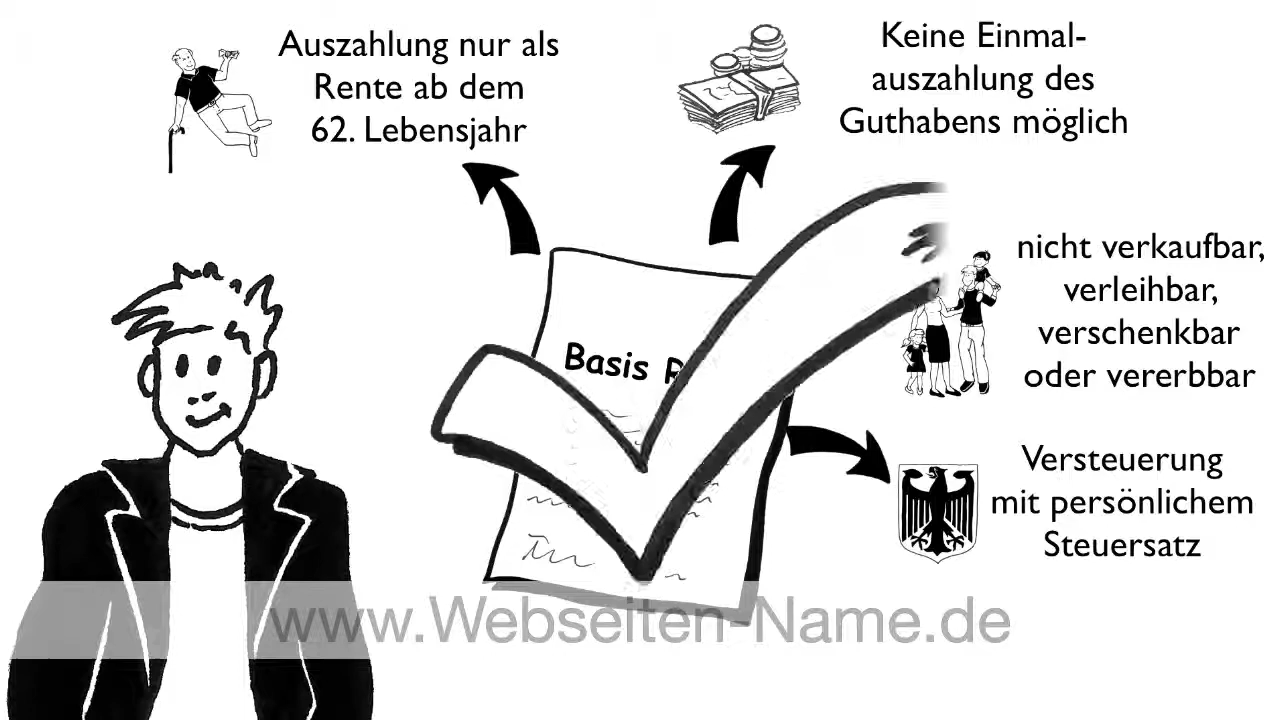 Auszahlung nur als
Rente ab dem
62. Lebensjahr
Keine Einmal-
auszahlung des
Guthabens möglich
nicht verkaufbar,
verleihbar,
verschenkbar
oder vererbbar
Basis
Versteuerung
mit persönlichem
Steuersatz
www.Webseiten-Name.de